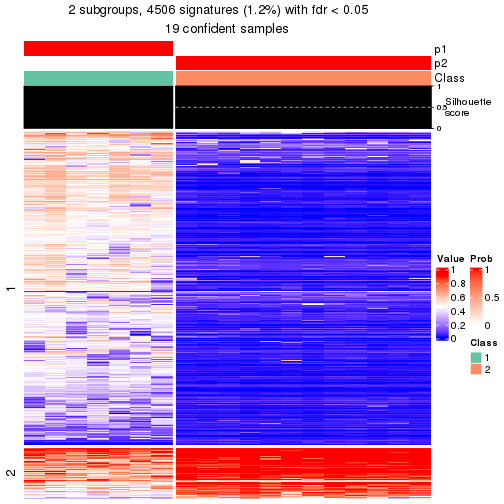 2 subgroups, 4506 signatures (1.2%) with fdr < 0.05
19 confident samples
p1
p2
Class
1
0.5
0
Silhouette
score
1
2
Value
1
0.8
0.6
0.4
0.2
0
Prob
1
0.5
0
Class
1
2